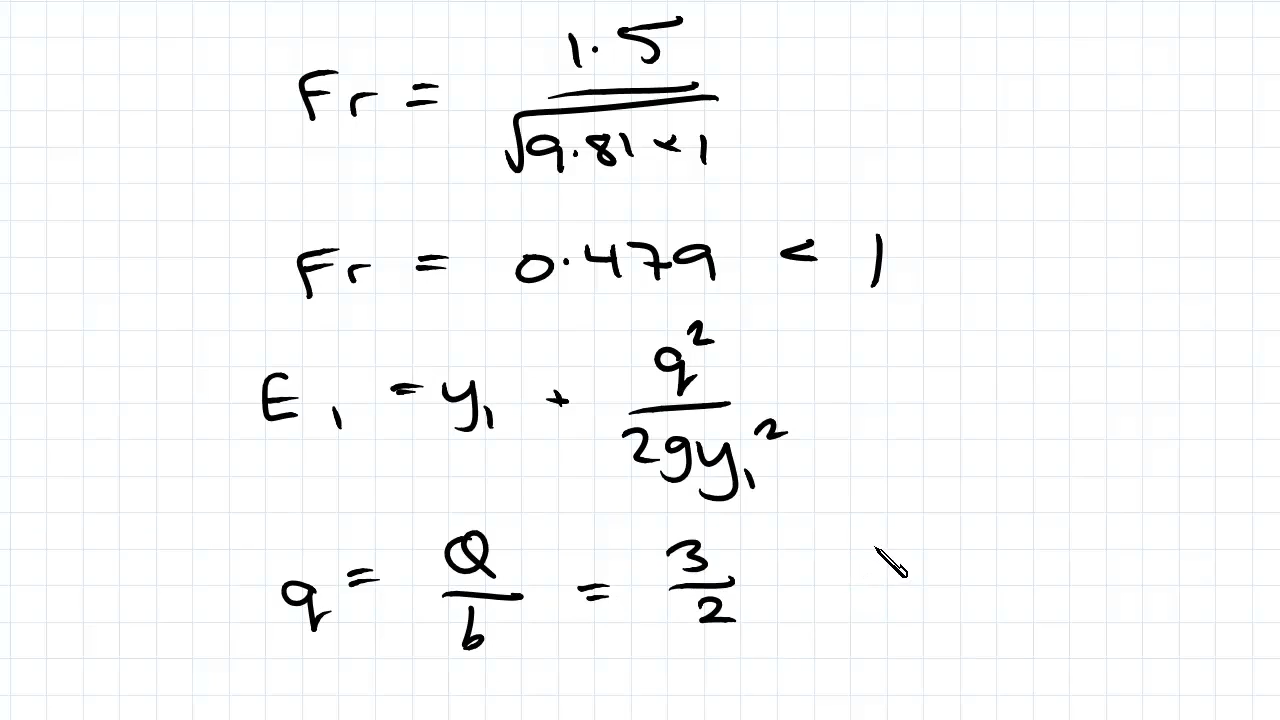 Fr = 1.5 / √(9.81 × 1)
Fr = 0.479 < 1
E₁ = y₁ + q² / 2gy₁²
q = Q / b = 3 / 2